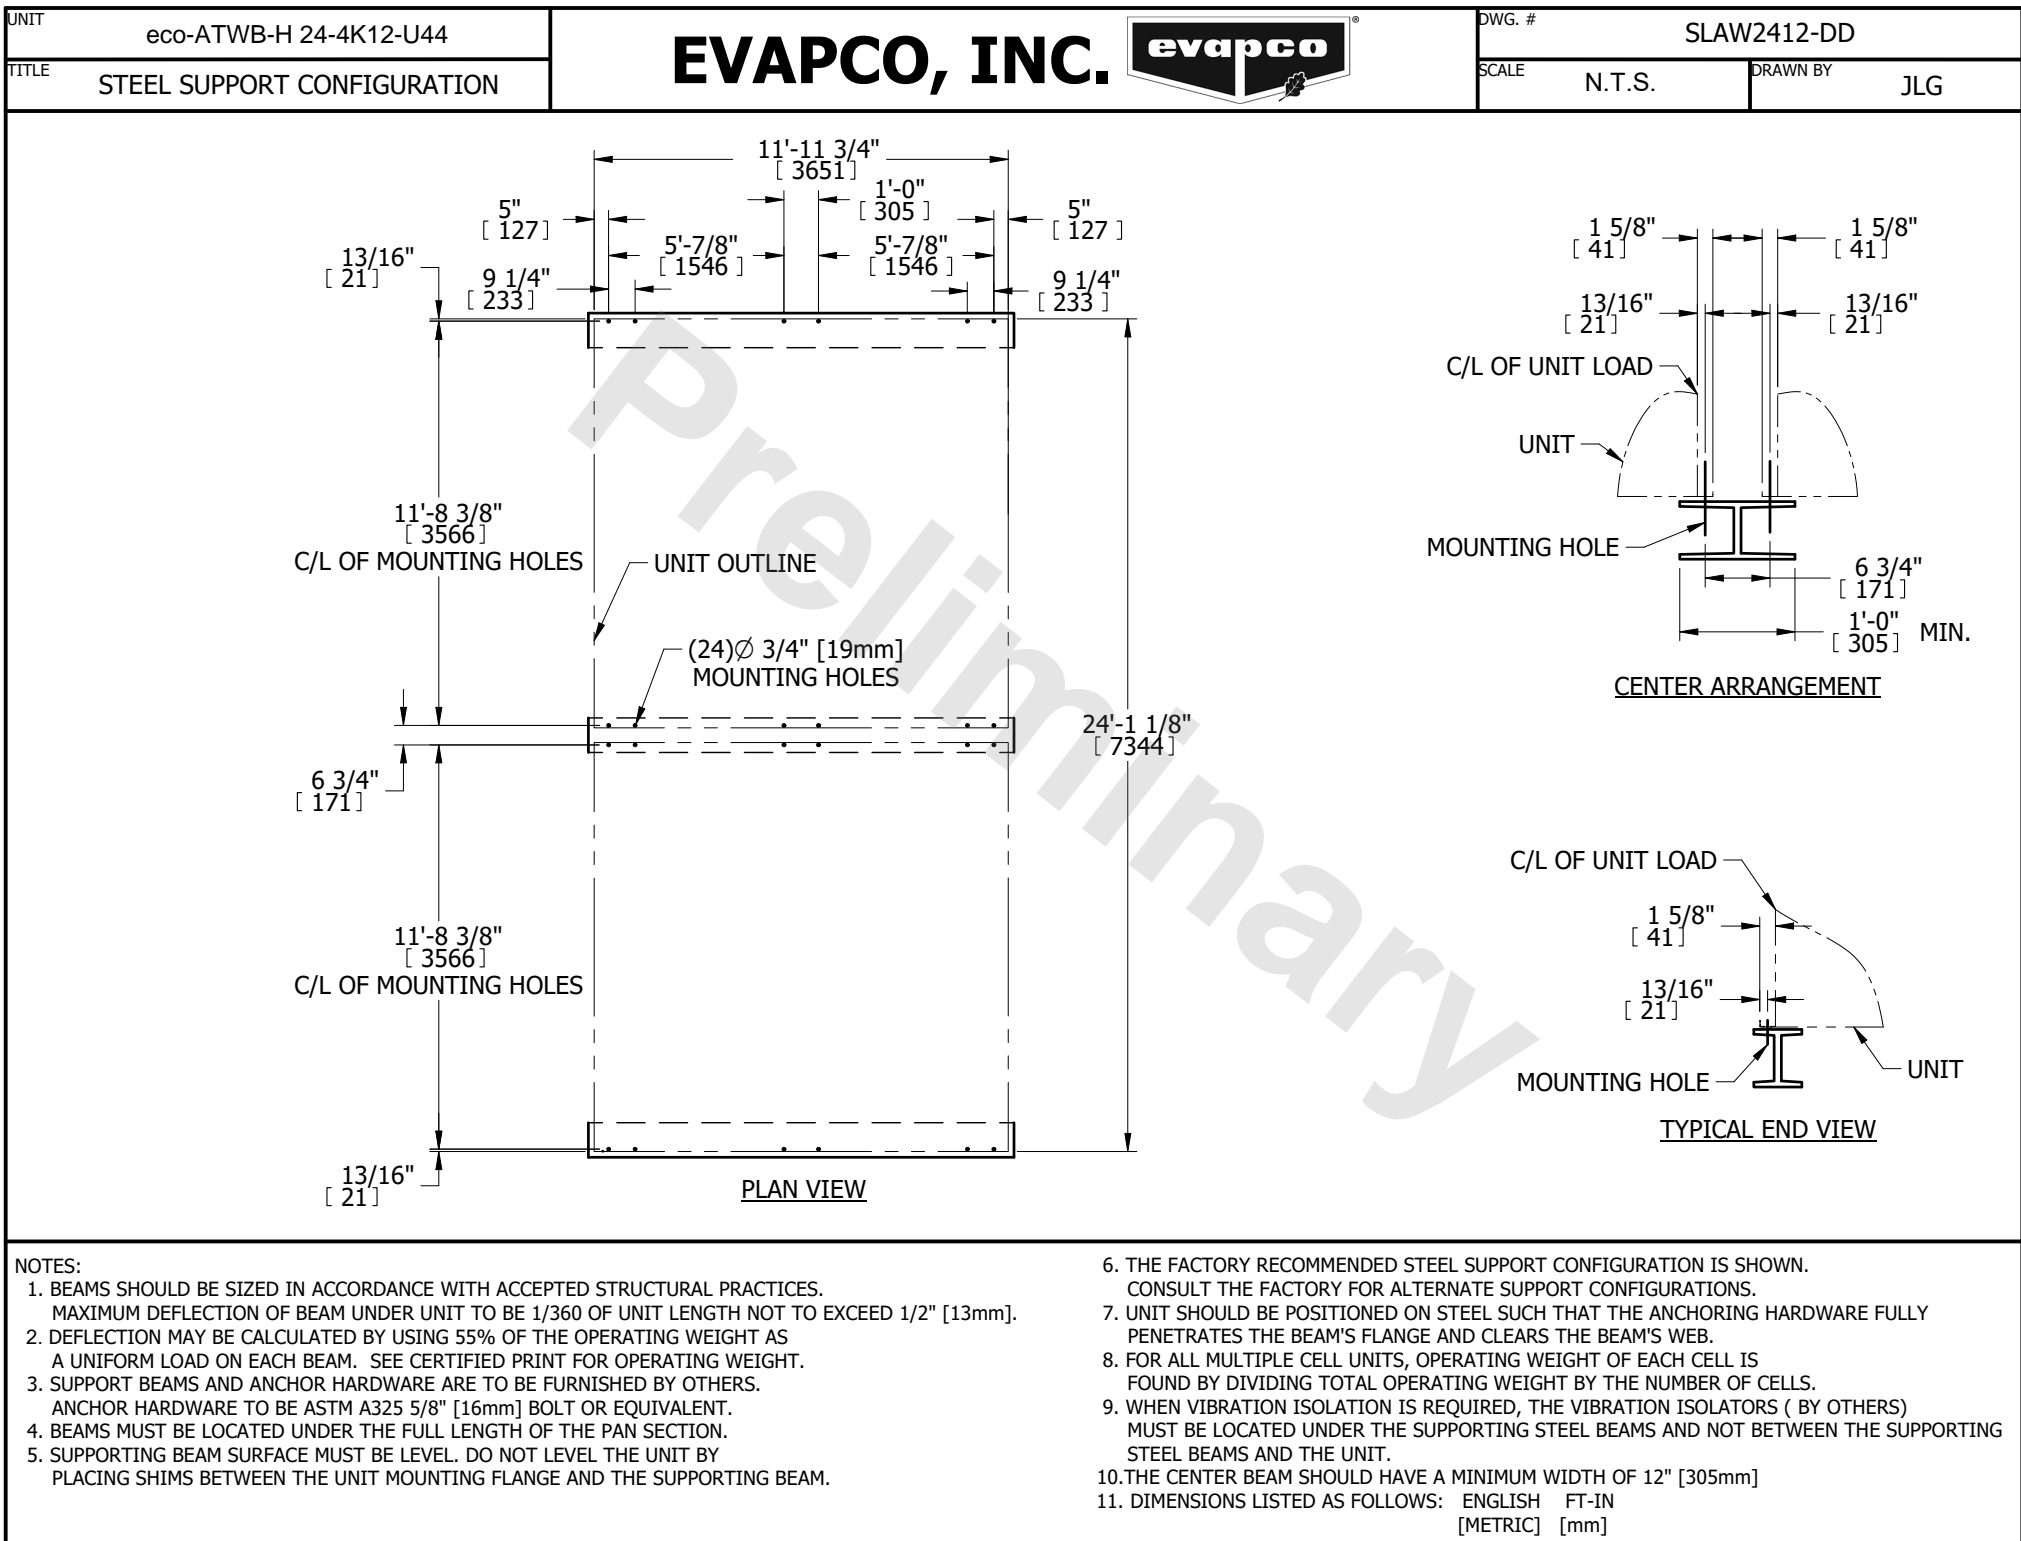 UNIT
eco-ATWB-H 24-4K12-U44
TITLE
STEEL SUPPORT CONFIGURATION
EVAPCO, INC.
evapco
®
DWG. #
SLAW2412-DD
SCALE
N.T.S.
DRAWN BY
JLG
11'-11 3/4"
[ 3651 ]
1'-0"
[ 305 ]
5"
[ 127 ]
5"
[ 127 ]
5'-7/8"
[ 1546 ]
5'-7/8"
[ 1546 ]
13/16"
[ 21 ]
9 1/4"
[ 233 ]
9 1/4"
[ 233 ]
11'-8 3/8"
[ 3566 ]
C/L OF MOUNTING HOLES
UNIT OUTLINE
(24)∅ 3/4" [19mm]
MOUNTING HOLES
24'-1 1/8"
[ 7344 ]
6 3/4"
[ 171 ]
11'-8 3/8"
[ 3566 ]
C/L OF MOUNTING HOLES
13/16"
[ 21 ]
PLAN VIEW
Preliminary
1 5/8"
[ 41 ]
1 5/8"
[ 41 ]
13/16"
[ 21 ]
13/16"
[ 21 ]
C/L OF UNIT LOAD
UNIT
MOUNTING HOLE
6 3/4"
[ 171 ]
1'-0"
[ 305 ] MIN.
CENTER ARRANGEMENT
C/L OF UNIT LOAD
1 5/8"
[ 41 ]
13/16"
[ 21 ]
MOUNTING HOLE
UNIT
TYPICAL END VIEW
NOTES:
1. BEAMS SHOULD BE SIZED IN ACCORDANCE WITH ACCEPTED STRUCTURAL PRACTICES.
MAXIMUM DEFLECTION OF BEAM UNDER UNIT TO BE 1/360 OF UNIT LENGTH NOT TO EXCEED 1/2" [13mm].
2. DEFLECTION MAY BE CALCULATED BY USING 55% OF THE OPERATING WEIGHT AS
A UNIFORM LOAD ON EACH BEAM. SEE CERTIFIED PRINT FOR OPERATING WEIGHT.
3. SUPPORT BEAMS AND ANCHOR HARDWARE ARE TO BE FURNISHED BY OTHERS.
ANCHOR HARDWARE TO BE ASTM A325 5/8" [16mm] BOLT OR EQUIVALENT.
4. BEAMS MUST BE LOCATED UNDER THE FULL LENGTH OF THE PAN SECTION.
5. SUPPORTING BEAM SURFACE MUST BE LEVEL. DO NOT LEVEL THE UNIT BY
PLACING SHIMS BETWEEN THE UNIT MOUNTING FLANGE AND THE SUPPORTING BEAM.
6. THE FACTORY RECOMMENDED STEEL SUPPORT CONFIGURATION IS SHOWN.
CONSULT THE FACTORY FOR ALTERNATE SUPPORT CONFIGURATIONS.
7. UNIT SHOULD BE POSITIONED ON STEEL SUCH THAT THE ANCHORING HARDWARE FULLY
PENETRATES THE BEAM'S FLANGE AND CLEARS THE BEAM'S WEB.
8. FOR ALL MULTIPLE CELL UNITS, OPERATING WEIGHT OF EACH CELL IS
FOUND BY DIVIDING TOTAL OPERATING WEIGHT BY THE NUMBER OF CELLS.
9. WHEN VIBRATION ISOLATION IS REQUIRED, THE VIBRATION ISOLATORS ( BY OTHERS)
MUST BE LOCATED UNDER THE SUPPORTING STEEL BEAMS AND NOT BETWEEN THE SUPPORTING
STEEL BEAMS AND THE UNIT.
10.THE CENTER BEAM SHOULD HAVE A MINIMUM WIDTH OF 12" [305mm]
11. DIMENSIONS LISTED AS FOLLOWS: ENGLISH FT-IN
[METRIC] [mm]